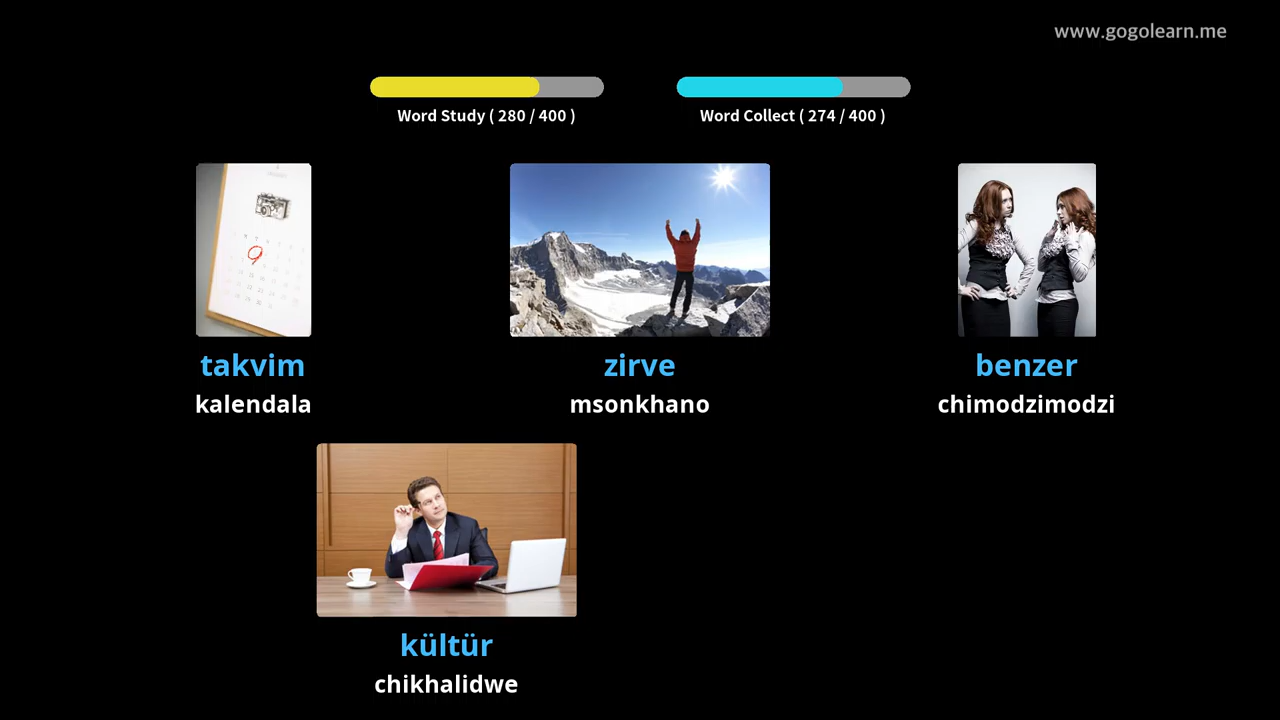 www.gogolearn.me
Word Study ( 280 / 400 )
Word Collect ( 274 / 400 )
takvim
kalendala
zirve
msonkhano
benzer
chimodzimodzi
kültür
chikhalidwe